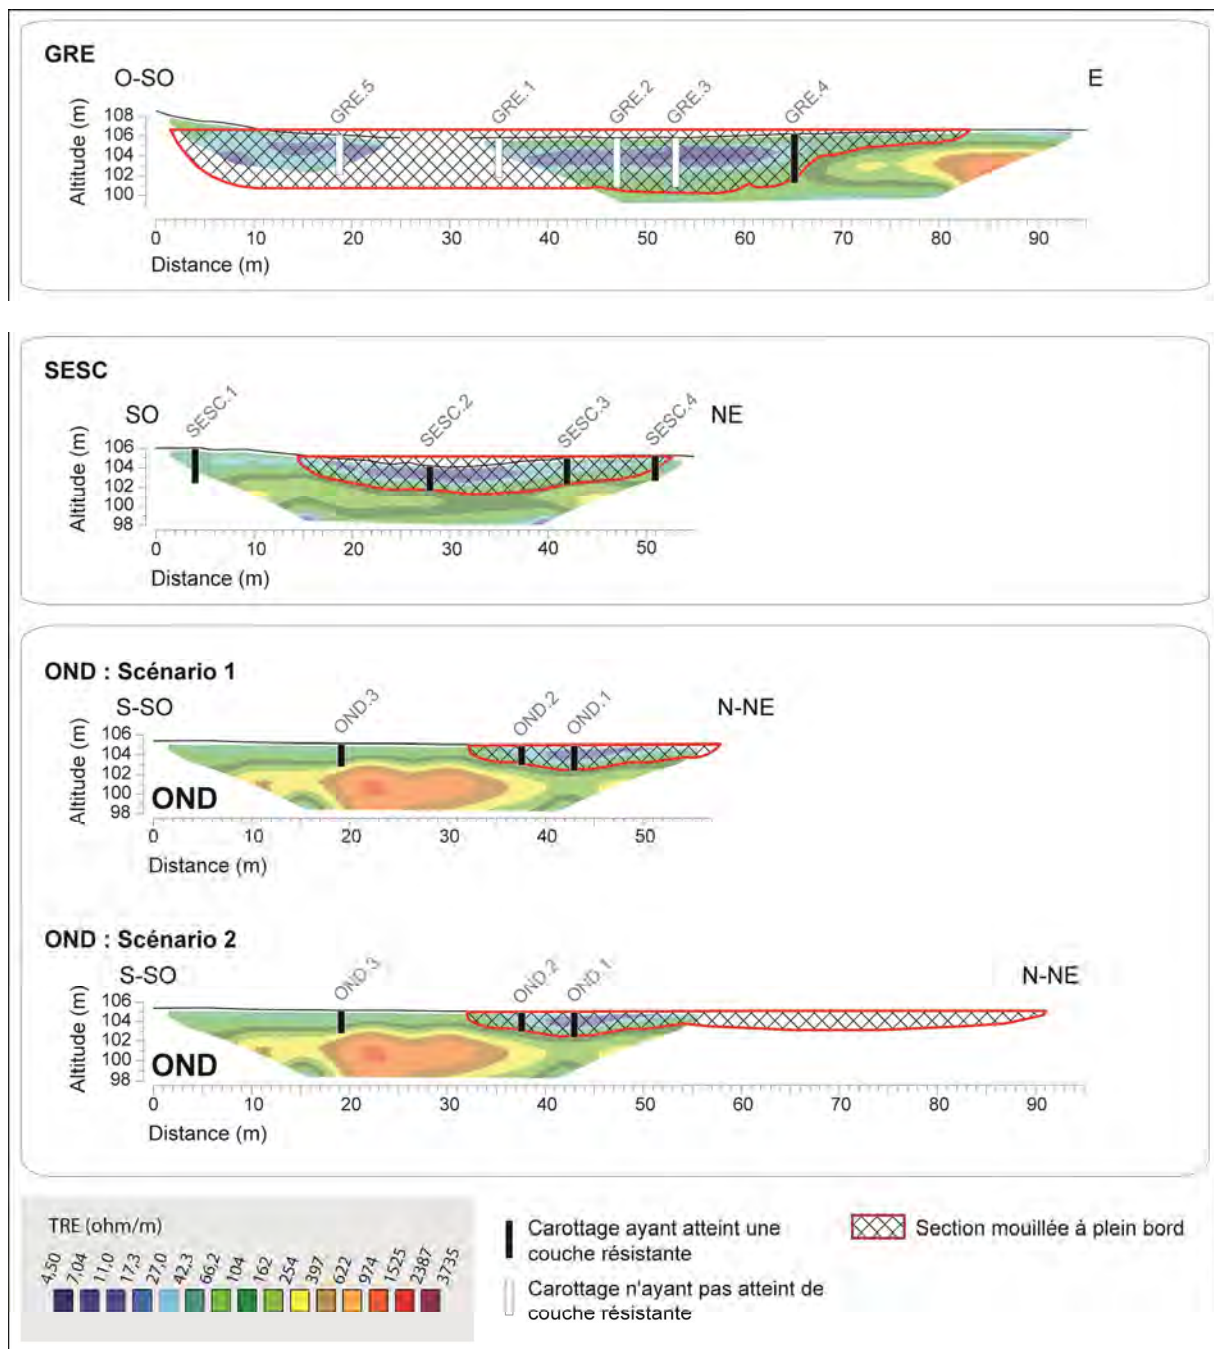 GRE
O-SO
E
GRE.5
GRE.1
GRE.2
GRE.3
GRE.4
Altitude (m)
108
106
104
102
100
0 10 20 30 40 50 60 70 80 90
Distance (m)
SESC
SO
NE
SESC.1
SESC.2
SESC.3
SESC.4
Altitude (m)
106
104
102
100
98
0 10 20 30 40 50
Distance (m)
OND : Scénario 1
S-SO
N-NE
OND.3
OND.2
OND.1
Altitude (m)
106
104
102
100
98
OND
0 10 20 30 40 50
Distance (m)
OND : Scénario 2
S-SO
N-NE
OND.3
OND.2
OND.1
Altitude (m)
106
104
102
100
98
OND
0 10 20 30 40 50 60 70 80 90
Distance (m)
TRE (ohm/m)
4,50 7,04 11,0 17,3 27,0 42,3 66,2 104 162 254 397 622 974 1525 2387 3735
Carottage ayant atteint une
couche résistante
Carottage n'ayant pas atteint de
couche résistante
Section mouillée à plein bord